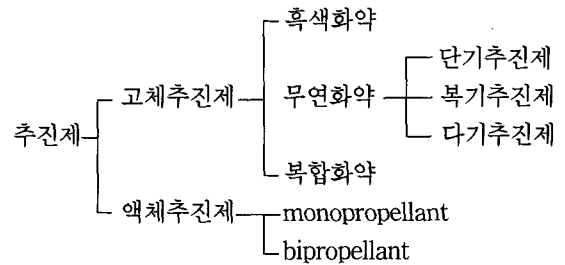 흑색화약
단기추진제
고체추진제
무연화약
복기추진제
추진제
다기추진제
복합화약
액체추진제
monopropellant
bipropellant